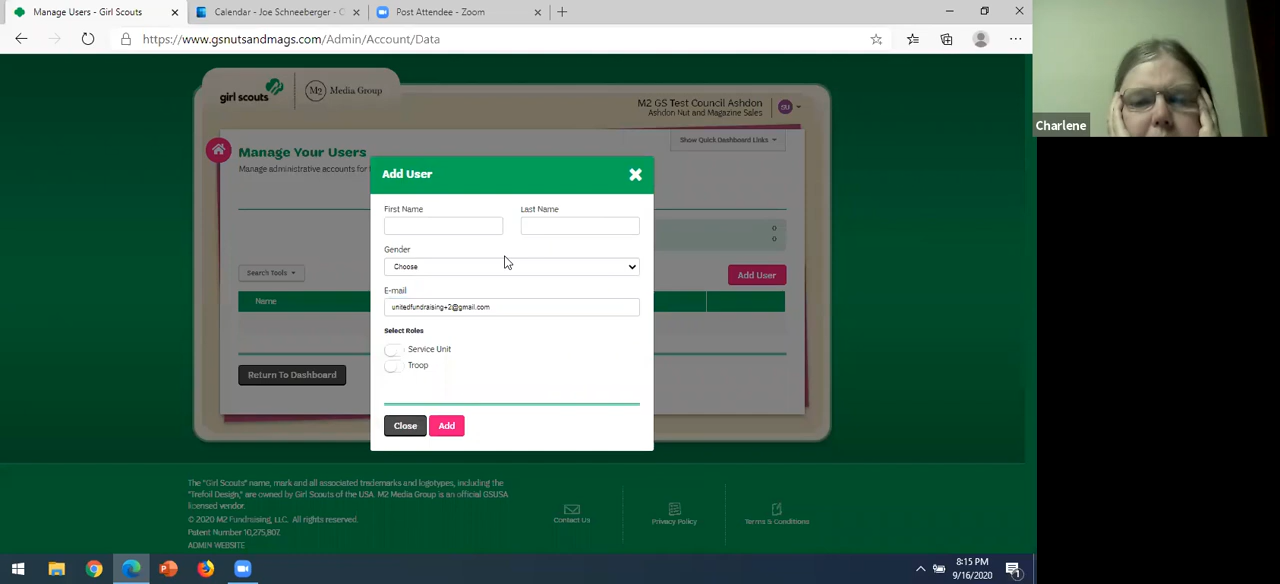 Manage Users - Girl Scouts
Calendar - Joe Schneeberger - O
Post Attendee - Zoom
https://www.gsnutsandmags.com/Admin/Account/Data
girl scouts
M2 Media Group
M2 GS Test Council Ashdon
Ashdon Nut and Magazine Sales
SU
Charlene
Manage Your Users
Manage administrative accounts for
Show Quick Dashboard Links
Add User
First Name
Last Name
0
0
Gender
Choose
Search Tools
Add User
E-mail
Name
unitedfundraising+2@gmail.com
Select Roles
Service Unit
Troop
Return To Dashboard
Close
Add
The "Girl Scouts" name, mark and all associated trademarks and logotypes, including the
"Trefoil Design," are owned by Girl Scouts of the USA. M2 Media Group is an official GSUSA
licensed vendor.
© 2020 M2 Fundraising, LLC. All rights reserved.
Patent Number 10,275,807.
ADMIN WEBSITE
Contact Us
Privacy Policy
Terms & Conditions
8:15 PM
9/16/2020
1